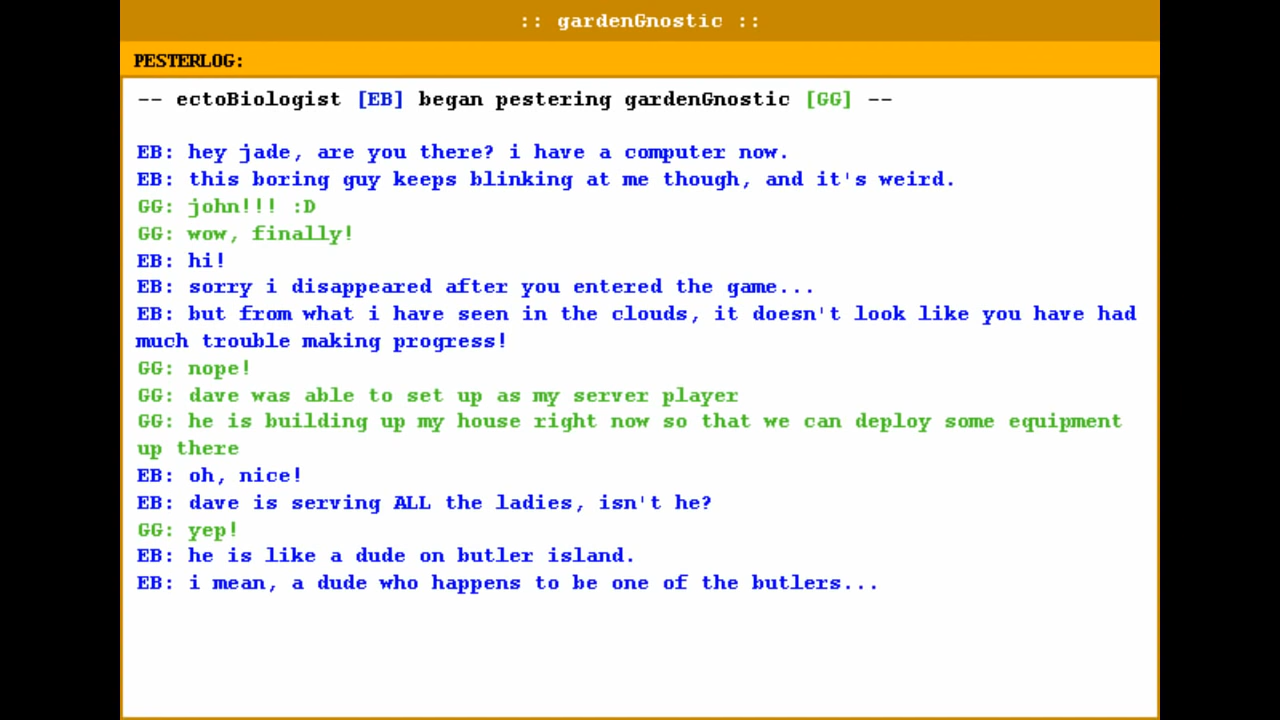 :: gardenGnostic ::
PESTERLOG:
-- ectoBiologist [EB] began pestering gardenGnostic [GG] --
EB: hey jade, are you there? i have a computer now.
EB: this boring guy keeps blinking at me though, and it's weird.
GG: john!!! :D
GG: wow, finally!
EB: hi!
EB: sorry i disappeared after you entered the game...
EB: but from what i have seen in the clouds, it doesn't look like you have had
much trouble making progress!
GG: nope!
GG: dave was able to set up as my server player
GG: he is building up my house right now so that we can deploy some equipment
up there
EB: oh, nice!
EB: dave is serving ALL the ladies, isn't he?
GG: yep!
EB: he is like a dude on butler island.
EB: i mean, a dude who happens to be one of the butlers...